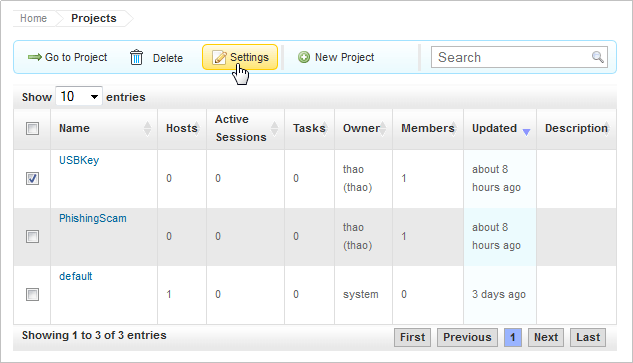 Home Projects
Go to Project Delete Settings New Project Search
Show 10 entries
Name Hosts Active Sessions Tasks Owner Members Updated Description
USBKey 0 0 0 thao (thao) 1 about 8 hours ago
PhishingScam 0 0 0 thao (thao) 1 about 8 hours ago
default 1 0 0 system 0 3 days ago
Showing 1 to 3 of 3 entries First Previous 1 Next Last